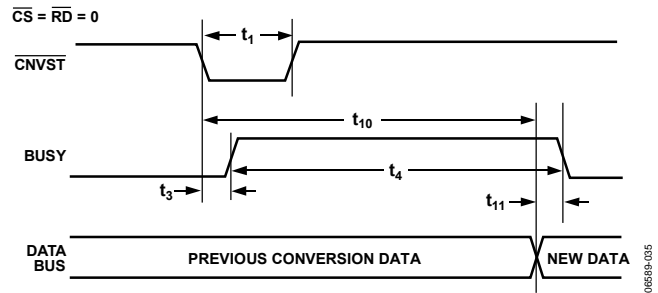 CS = RD = 0
t1
CNVST
t10
BUSY
t4
t3
t11
DATA
BUS
PREVIOUS CONVERSION DATA
NEW DATA
06589-035